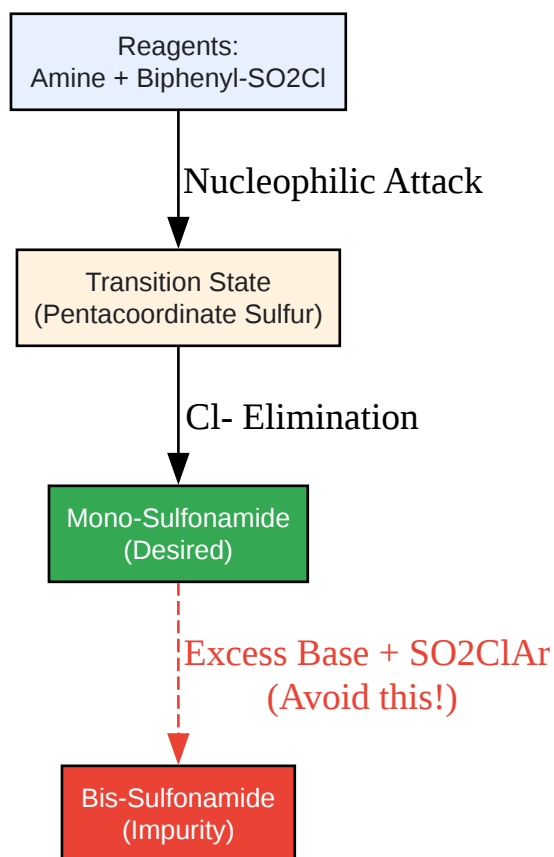 Reagents:
Amine + Biphenyl-SO2Cl
Nucleophilic Attack
Transition State
(Pentacoordinate Sulfur)
Cl- Elimination
Mono-Sulfonamide
(Desired)
Excess Base + SO2ClAr
(Avoid this!)
Bis-Sulfonamide
(Impurity)